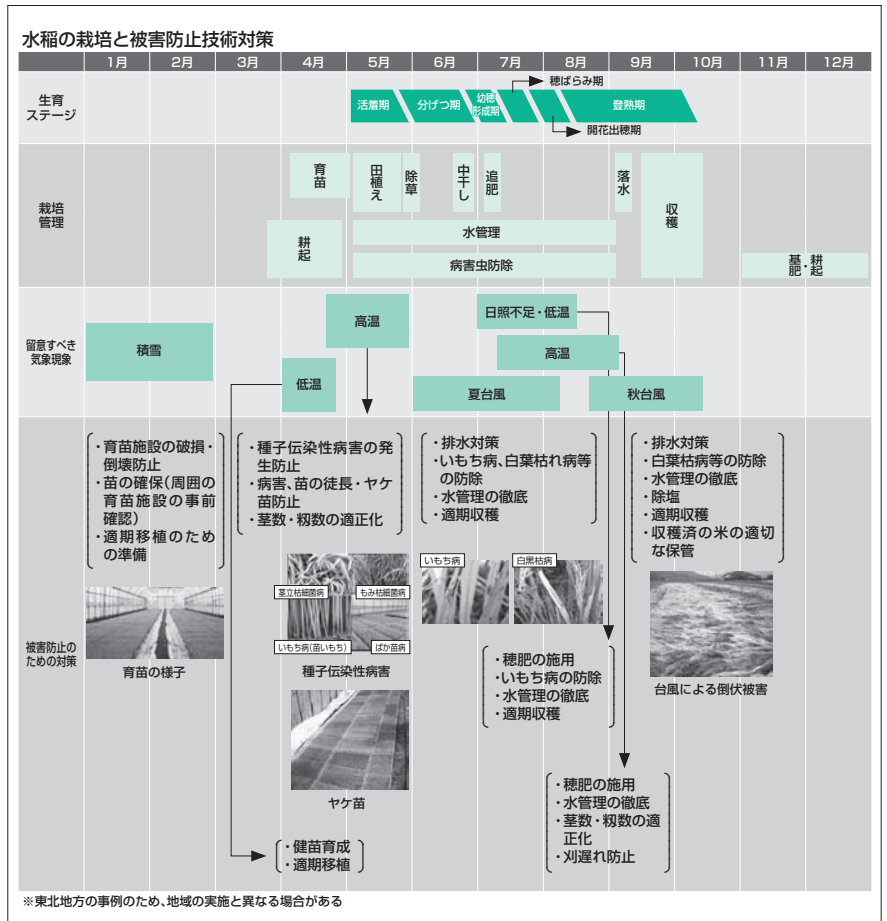 水稲の栽培と被害防止技術対策
1月 2月 3月 4月 5月 6月 7月 8月 9月 10月 11月 12月
生育
ステージ
活着期
分げつ期
幼穂
形成期
穂ばらみ期
開花出穂期
登熟期
栽培
管理
育苗
田植え
除草
中干し
追肥
落水
収穫
耕起
水管理
病害虫防除
基肥・耕起
留意すべき
気象現象
積雪
高温
低温
日照不足・低温
高温
夏台風
秋台風
被害防止の
ための対策
・育苗施設の破損・
倒壊防止
・苗の確保(周囲の
育苗施設の事前
確認)
・適期移植のため
の準備
育苗の様子
・種子伝染性病害の発
生防止
・病害、苗の徒長・ヤケ
苗防止
・茎数・籾数の適正化
茎立枯細菌病
もみ枯細菌病
いもち病(苗いもち)
ばか苗病
種子伝染性病害
ヤケ苗
・健苗育成
・適期移植
・排水対策
・いもち病、白葉枯れ病等
の防除
・水管理の徹底
・適期収穫
いもち病
白黒枯病
・穂肥の施用
・いもち病の防除
・水管理の徹底
・適期収穫
・排水対策
・白葉枯病等の防除
・水管理の徹底
・除塩
・適期収穫
・収穫済の米の適切
な保管
台風による倒伏被害
・穂肥の施用
・水管理の徹底
・茎数・籾数の適
正化
・刈遅れ防止
※東北地方の事例のため、地域の実施と異なる場合がある